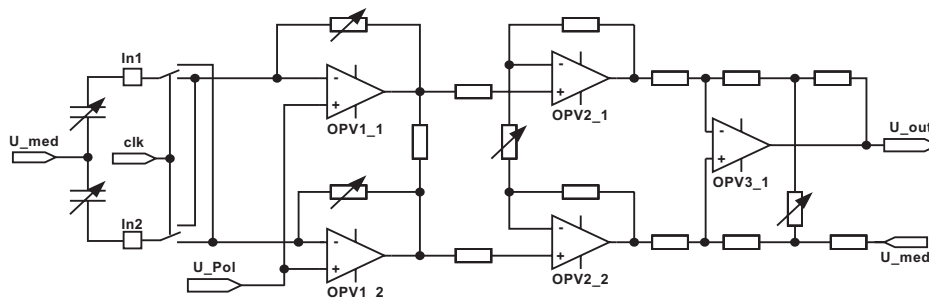 In1
U_med
clk
In2
U_Pol
-
+
OPV1_1
-
+
OPV1_2
-
+
OPV2_1
-
+
OPV2_2
-
+
OPV3_1
U_out
U_med